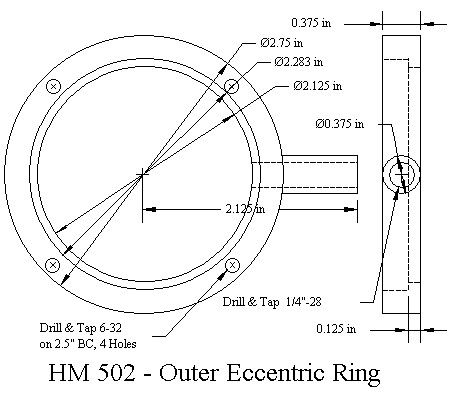 0.375 in
Ø2.75 in
Ø2.283 in
Ø2.125 in
Ø0.375 in
2.125 in
Drill & Tap 1/4"-28
Drill & Tap 6-32
on 2.5" BC, 4 Holes
0.125 in
HM 502 - Outer Eccentric Ring